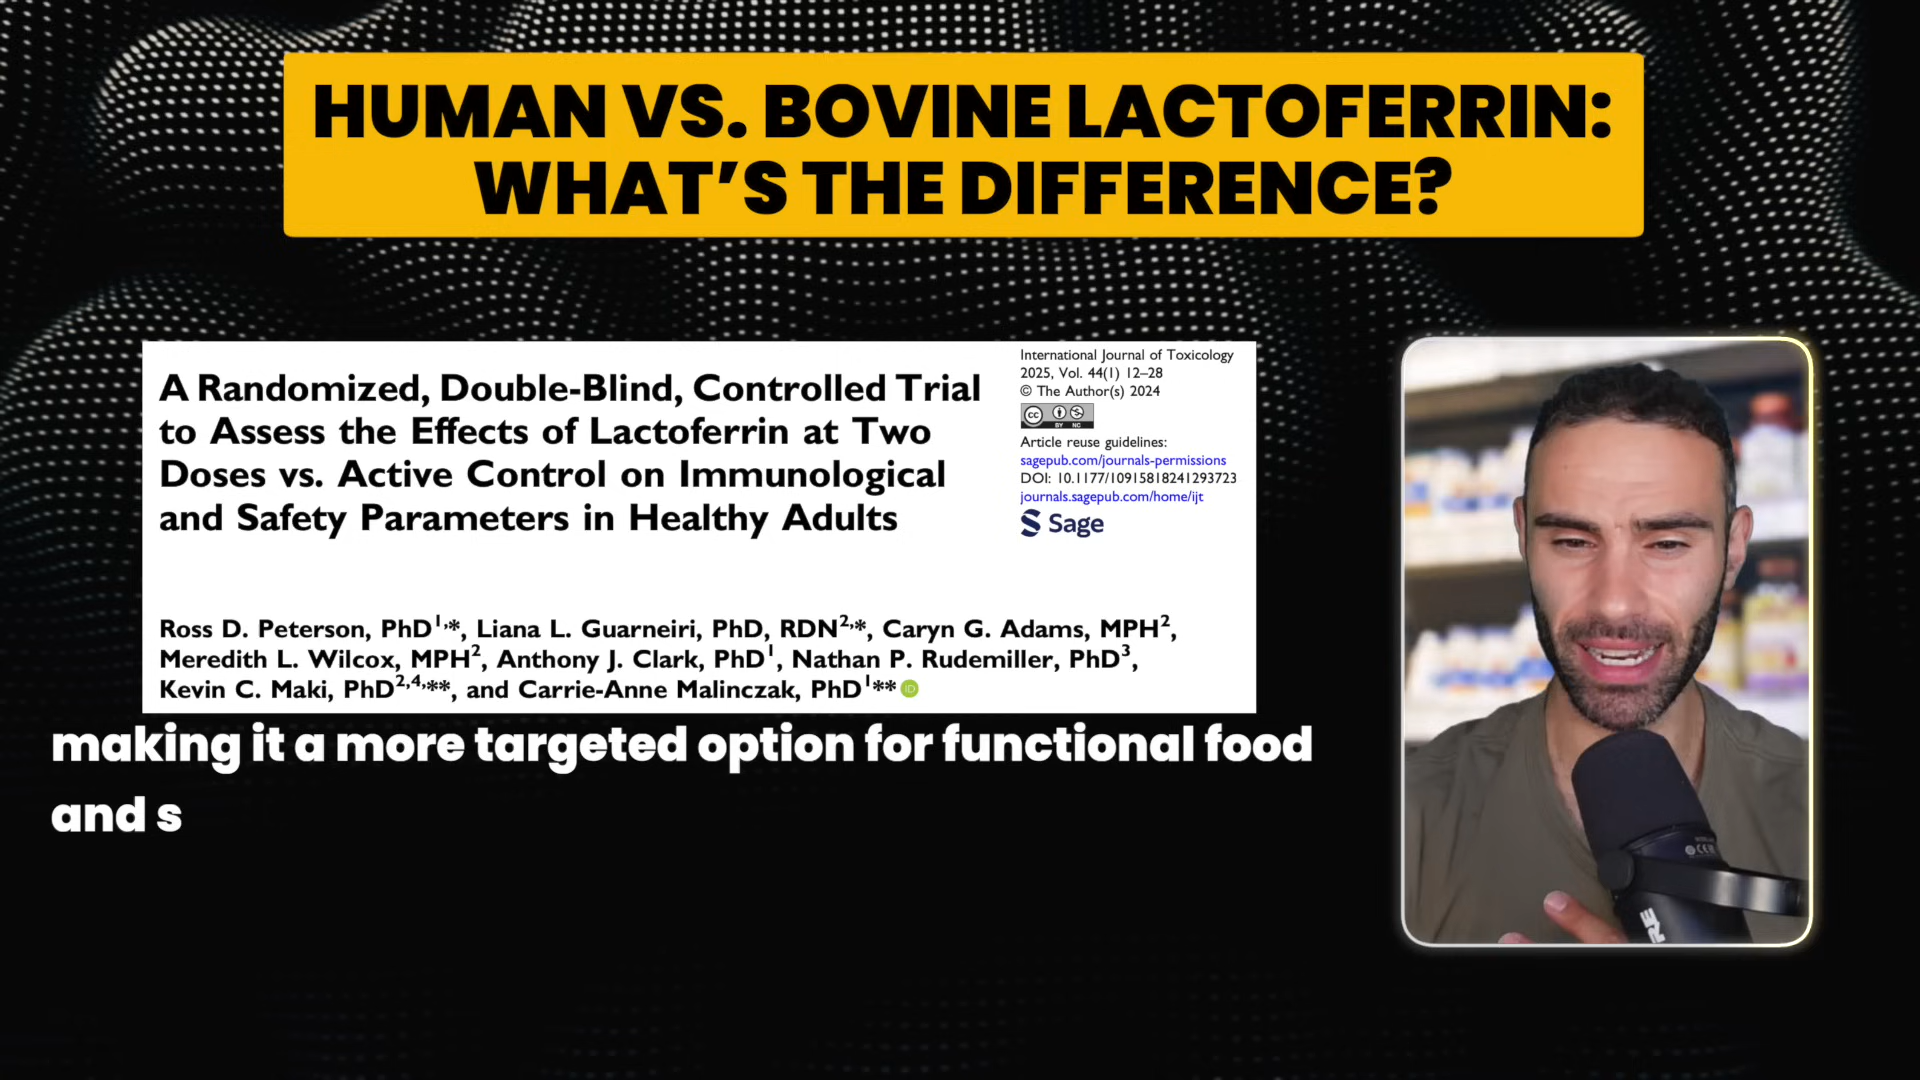 HUMAN VS. BOVINE LACTOFERRIN:
WHAT'S THE DIFFERENCE?
A Randomized, Double-Blind, Controlled Trial
to Assess the Effects of Lactoferrin at Two
Doses vs. Active Control on Immunological
and Safety Parameters in Healthy Adults
International Journal of Toxicology
2025, Vol. 44(1) 12–28
© The Author(s) 2024
cc BY NC
Article reuse guidelines:
sagepub.com/journals-permissions
DOI: 10.1177/10915818241293723
journals.sagepub.com/home/ijt
Sage
Ross D. Peterson, PhD1,*, Liana L. Guarneiri, PhD, RDN2,*, Caryn G. Adams, MPH2,
Meredith L. Wilcox, MPH2, Anthony J. Clark, PhD1, Nathan P. Rudemiller, PhD3,
Kevin C. Maki, PhD2,4,**, and Carrie-Anne Malinczak, PhD1** iD
making it a more targeted option for functional food
and s